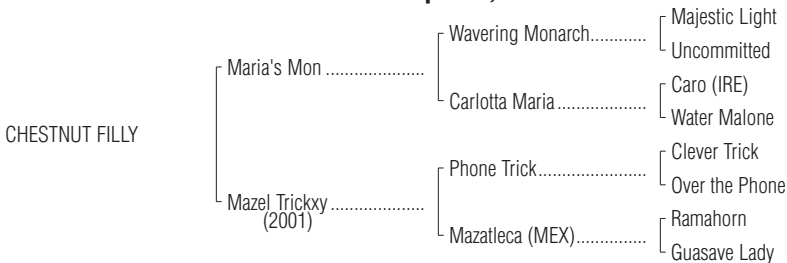 Majestic Light
Wavering Monarch............
Uncommitted
Maria's Mon .....................
Caro (IRE)
Carlotta Maria...................
Water Malone
CHESTNUT FILLY
Clever Trick
Phone Trick.......................
Over the Phone
Mazel Trickxy ....................
(2001)
Ramahorn
Mazatleca (MEX)...............
Guasave Lady